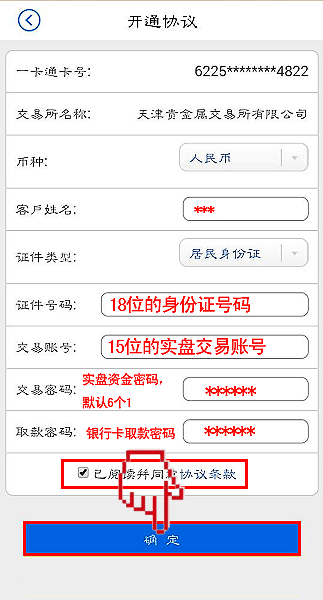 开通协议
一卡通卡号: 6225********4822
交易所名称: 天津贵金属交易所有限公司
币种: 人民币
客户姓名: ***
证件类型: 居民身份证
证件号码: 18位的身份证号码
交易账号: 15位的实盘交易账号
交易密码: 实盘资金密码, ******
默认6个1
取款密码: 银行卡取款密码 ******
已阅读并同 协议条款
确 定